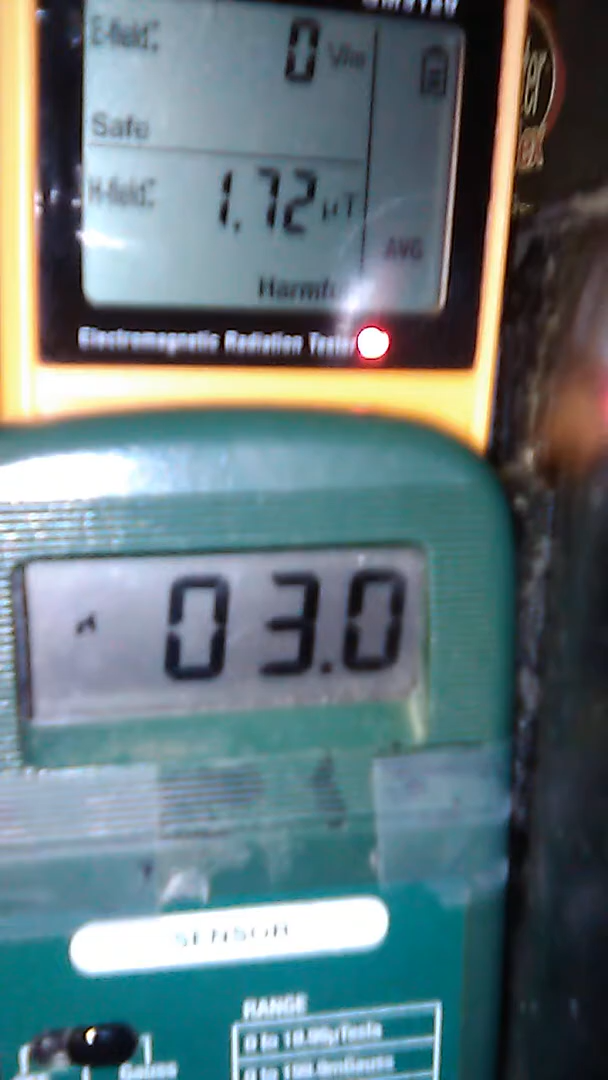 E-field: 0 V/m
Safe
H-field: 1.72 μT
AVG
Electromagnetic Radiation Tester
03.0
SENSOR
RANGE
0 to 19.99μTesla
0 to 199.9mGauss
Gauss